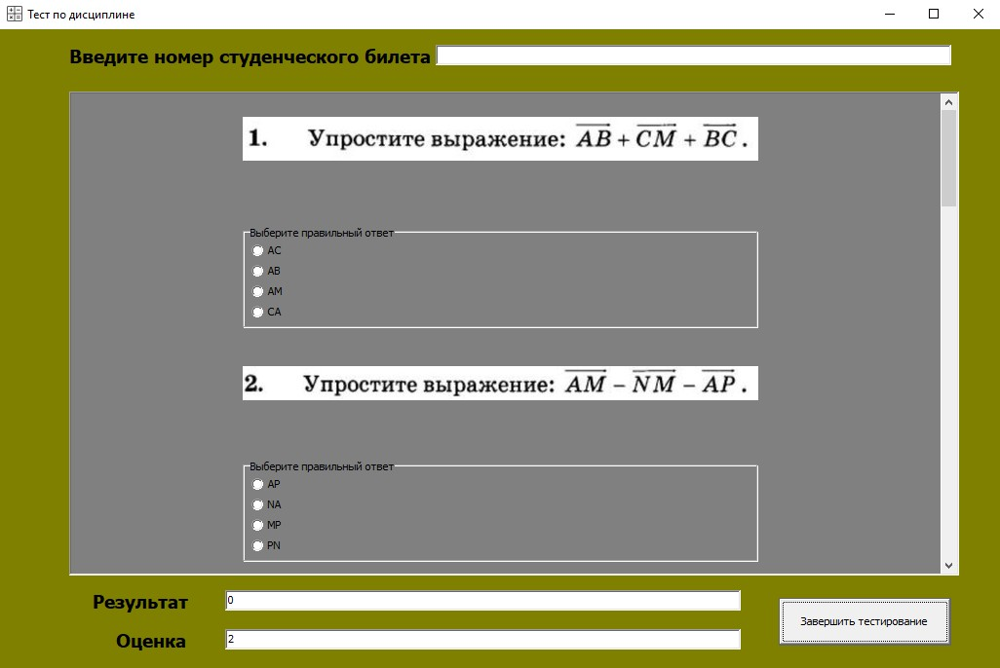 Тест по дисциплине
Введите номер студенческого билета
1. Упростите выражение: $\overrightarrow{AB} + \overrightarrow{CM} + \overrightarrow{BC}$.
Выберите правильный ответ
AC
AB
AM
CA
2. Упростите выражение: $\overrightarrow{AM} - \overrightarrow{NM} - \overrightarrow{AP}$.
Выберите правильный ответ
AP
NA
MP
PN
Результат 0
Оценка 2
Завершить тестирование